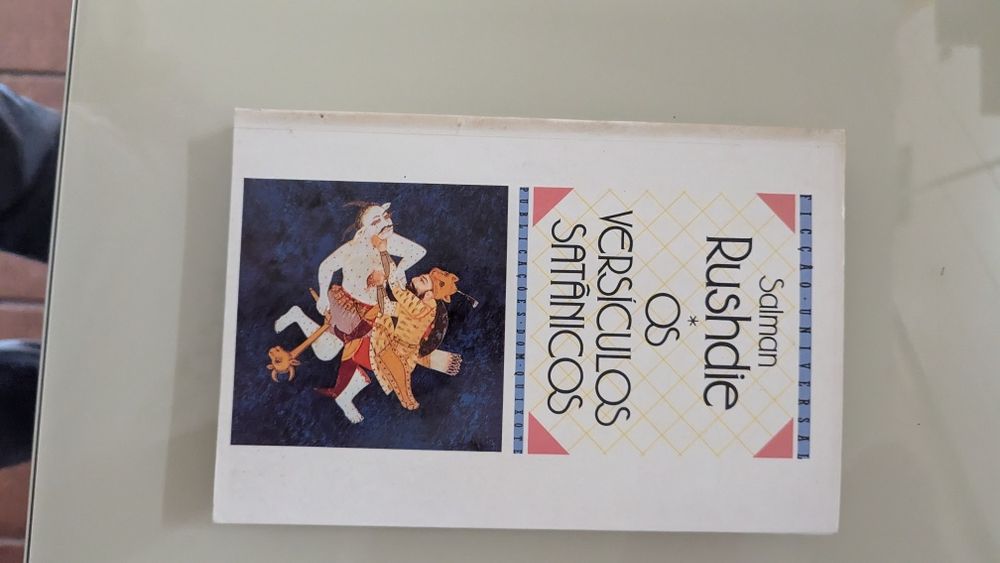 FICÇÃO · UNIVERSAL
Salman
Rushdie
*
OS
VERSÍCULOS
SATÂNICOS
PUBLICAÇÕES · DOM · QUIXOTE